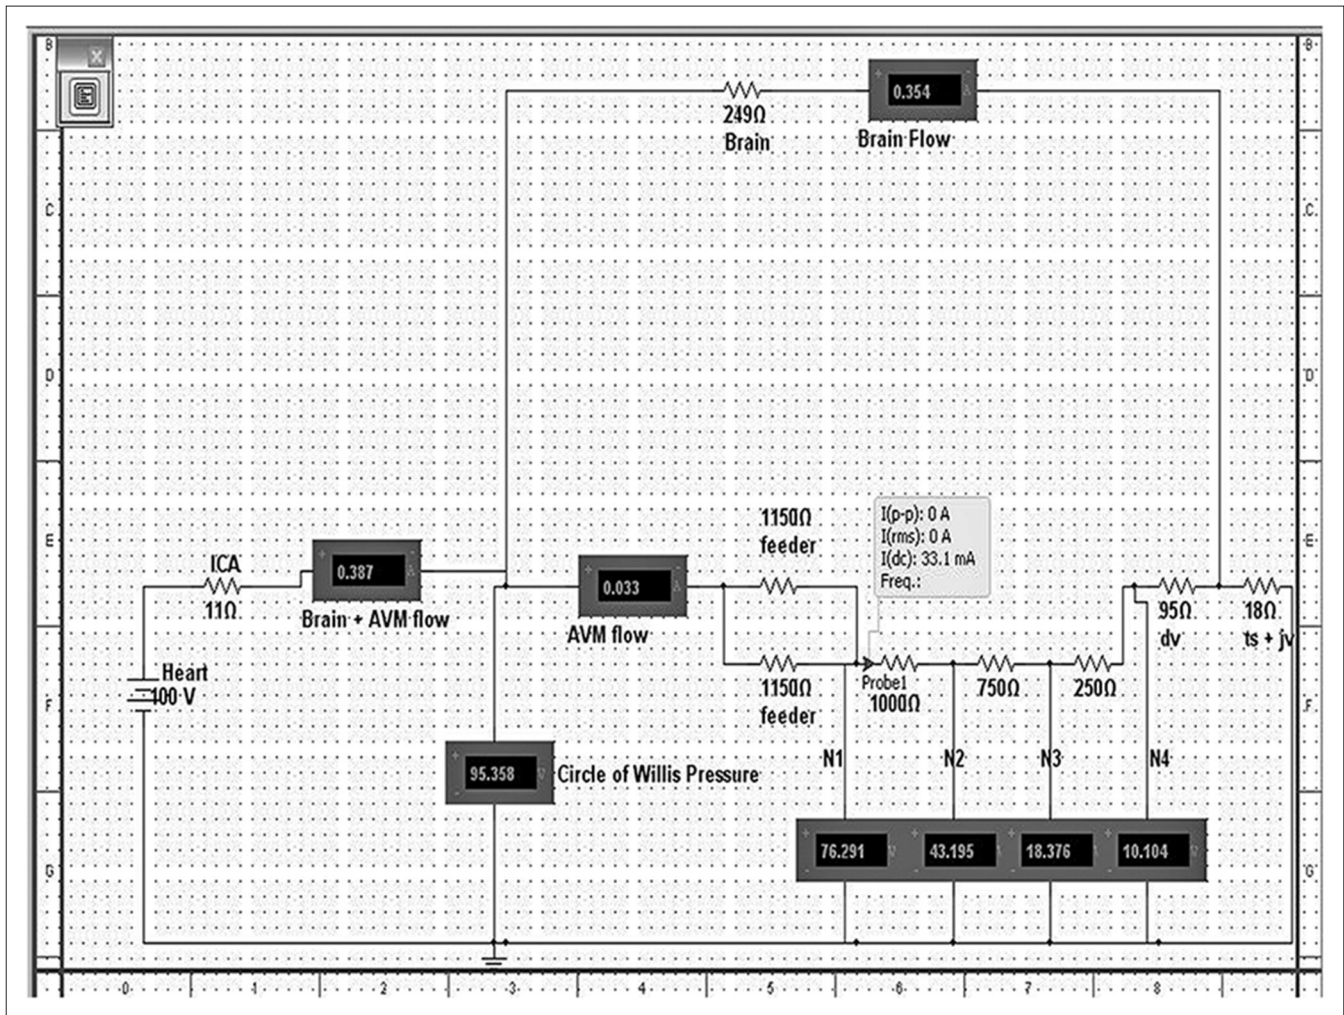 X
E
B
C
D
E
F
G
B
C
D
E
F
G
249Ω
Brain
+ 0.354 - A
Brain Flow
1150Ω
feeder
I(p-p): 0 A
I(rms): 0 A
I(dc): 33.1 mA
Freq.:
ICA
11Ω
+ 0.387 - A
Brain + AVM flow
+ 0.033 - A
AVM flow
95Ω
dv
18Ω
ts + jv
Heart
100 V
1150Ω
feeder
Probe1
1000Ω
750Ω
250Ω
+ 95.358 - V
Circle of Willis Pressure
N1 N2 N3 N4
+ 76.291 - V + 43.195 - + 18.376 - + 10.104 - V
0 1 2 3 4 5 6 7 8